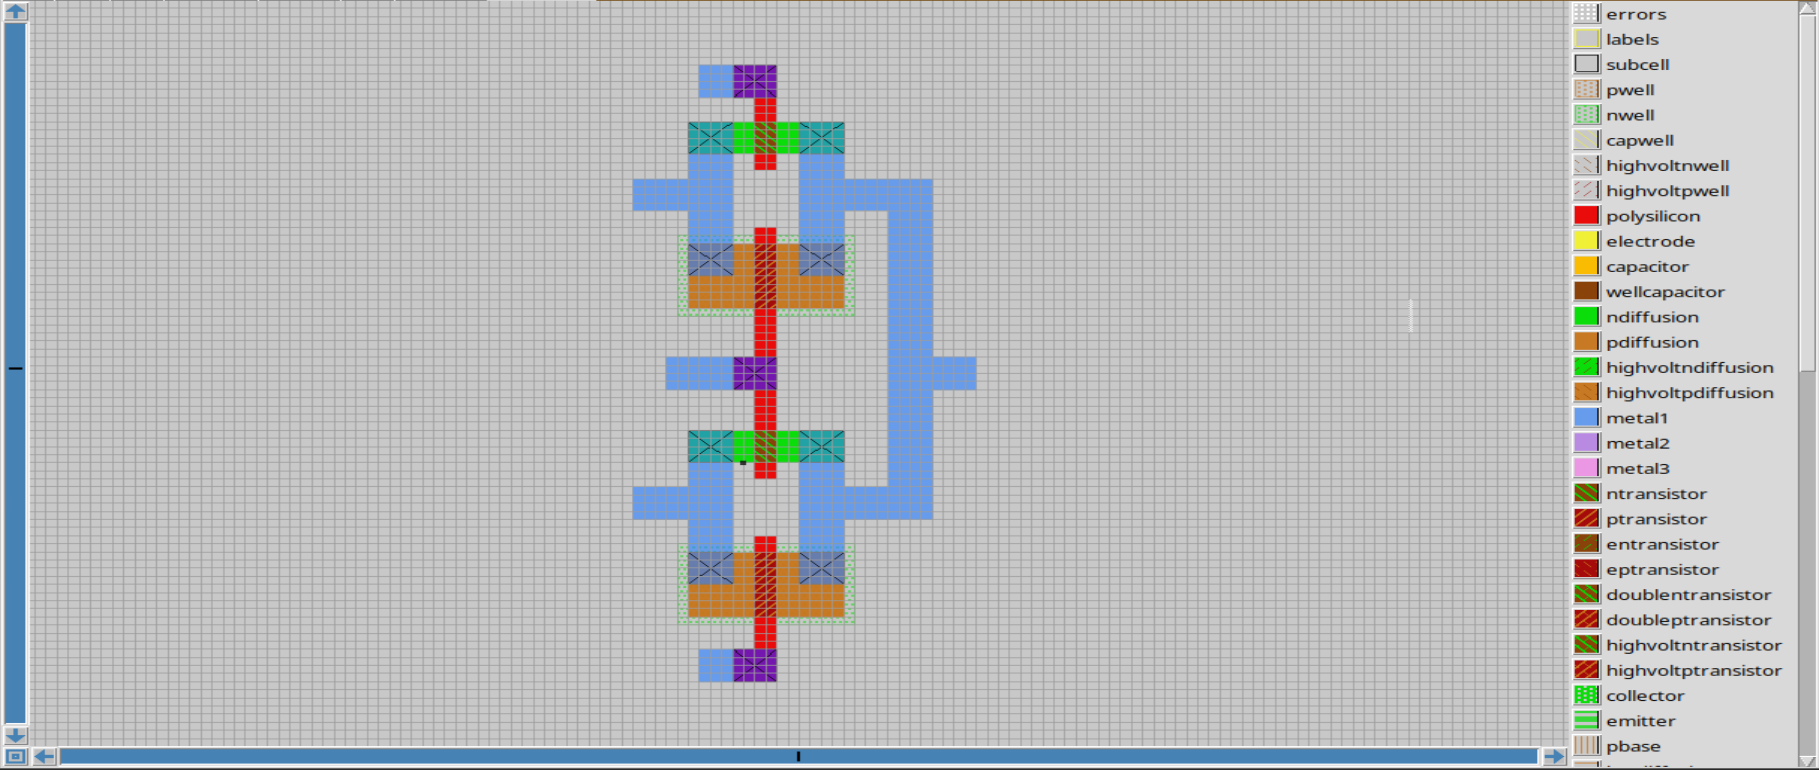 errors
labels
subcell
pwell
nwell
capwell
highvoltnwell
highvoltpwell
polysilicon
electrode
capacitor
wellcapacitor
ndiffusion
pdiffusion
highvoltndiffusion
highvoltpdiffusion
metal1
metal2
metal3
ntransistor
ptransistor
entransistor
eptransistor
doublentransistor
doubleptransistor
highvoltntransistor
highvoltptransistor
collector
emitter
pbase